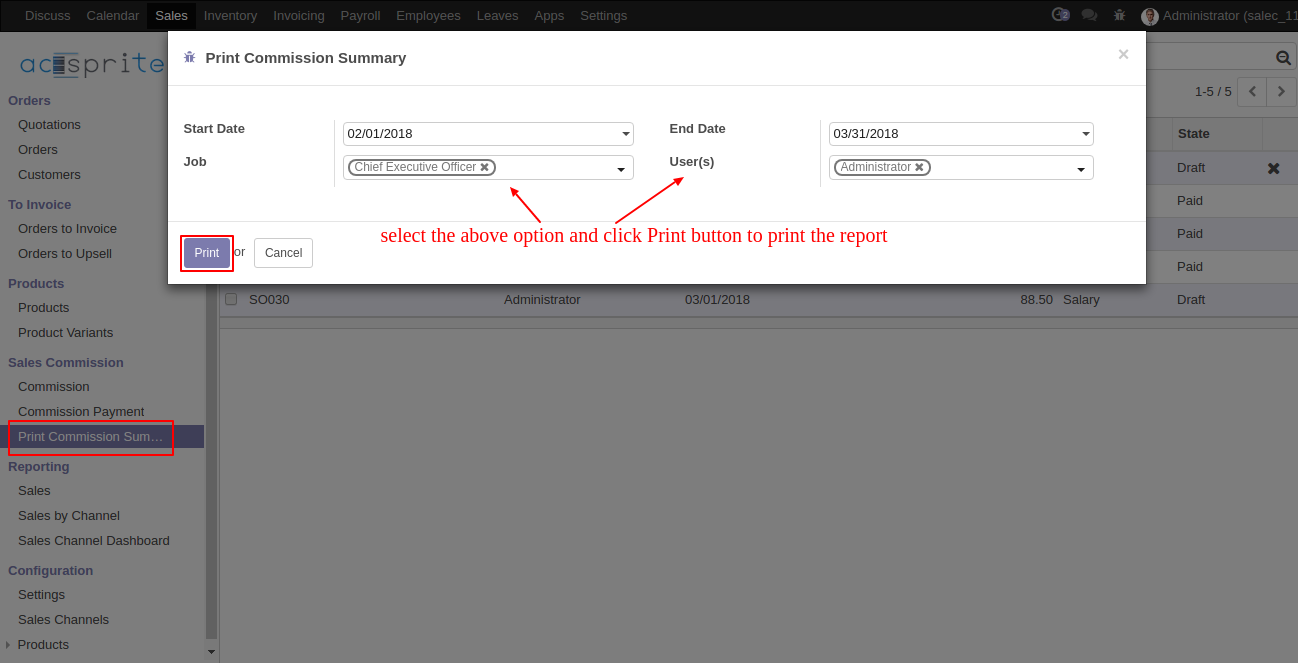 Discuss Calendar Sales Inventory Invoicing Payroll Employees Leaves Apps Settings 2 Administrator (salec_11
acespritech
Print Commission Summary ×
1-5 / 5
Orders
Quotations
Orders
Customers
To Invoice
Orders to Invoice
Orders to Upsell
Products
Products
Product Variants
Sales Commission
Commission
Commission Payment
Print Commission Sum…
Reporting
Sales
Sales by Channel
Sales Channel Dashboard
Configuration
Settings
Sales Channels
Products
Start Date 02/01/2018 End Date 03/31/2018
Job Chief Executive Officer ✖ User(s) Administrator ✖
select the above option and click Print button to print the report
Print or Cancel
State
Draft
Paid
Paid
Paid
SO030 Administrator 03/01/2018 88.50 Salary Draft